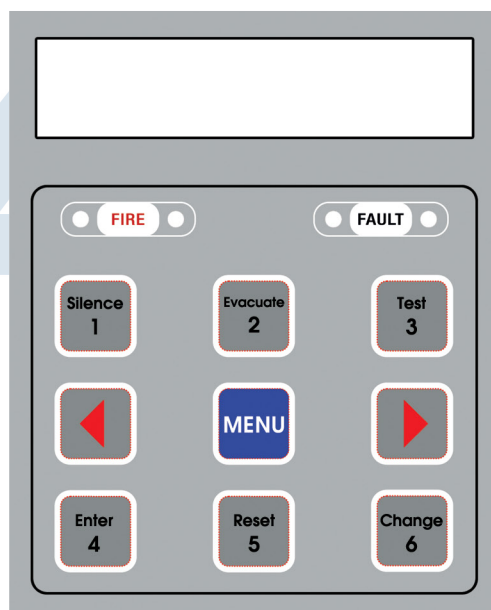 FIRE
FAULT
Silence
1
Evacuate
2
Test
3
MENU
Enter
4
Reset
5
Change
6